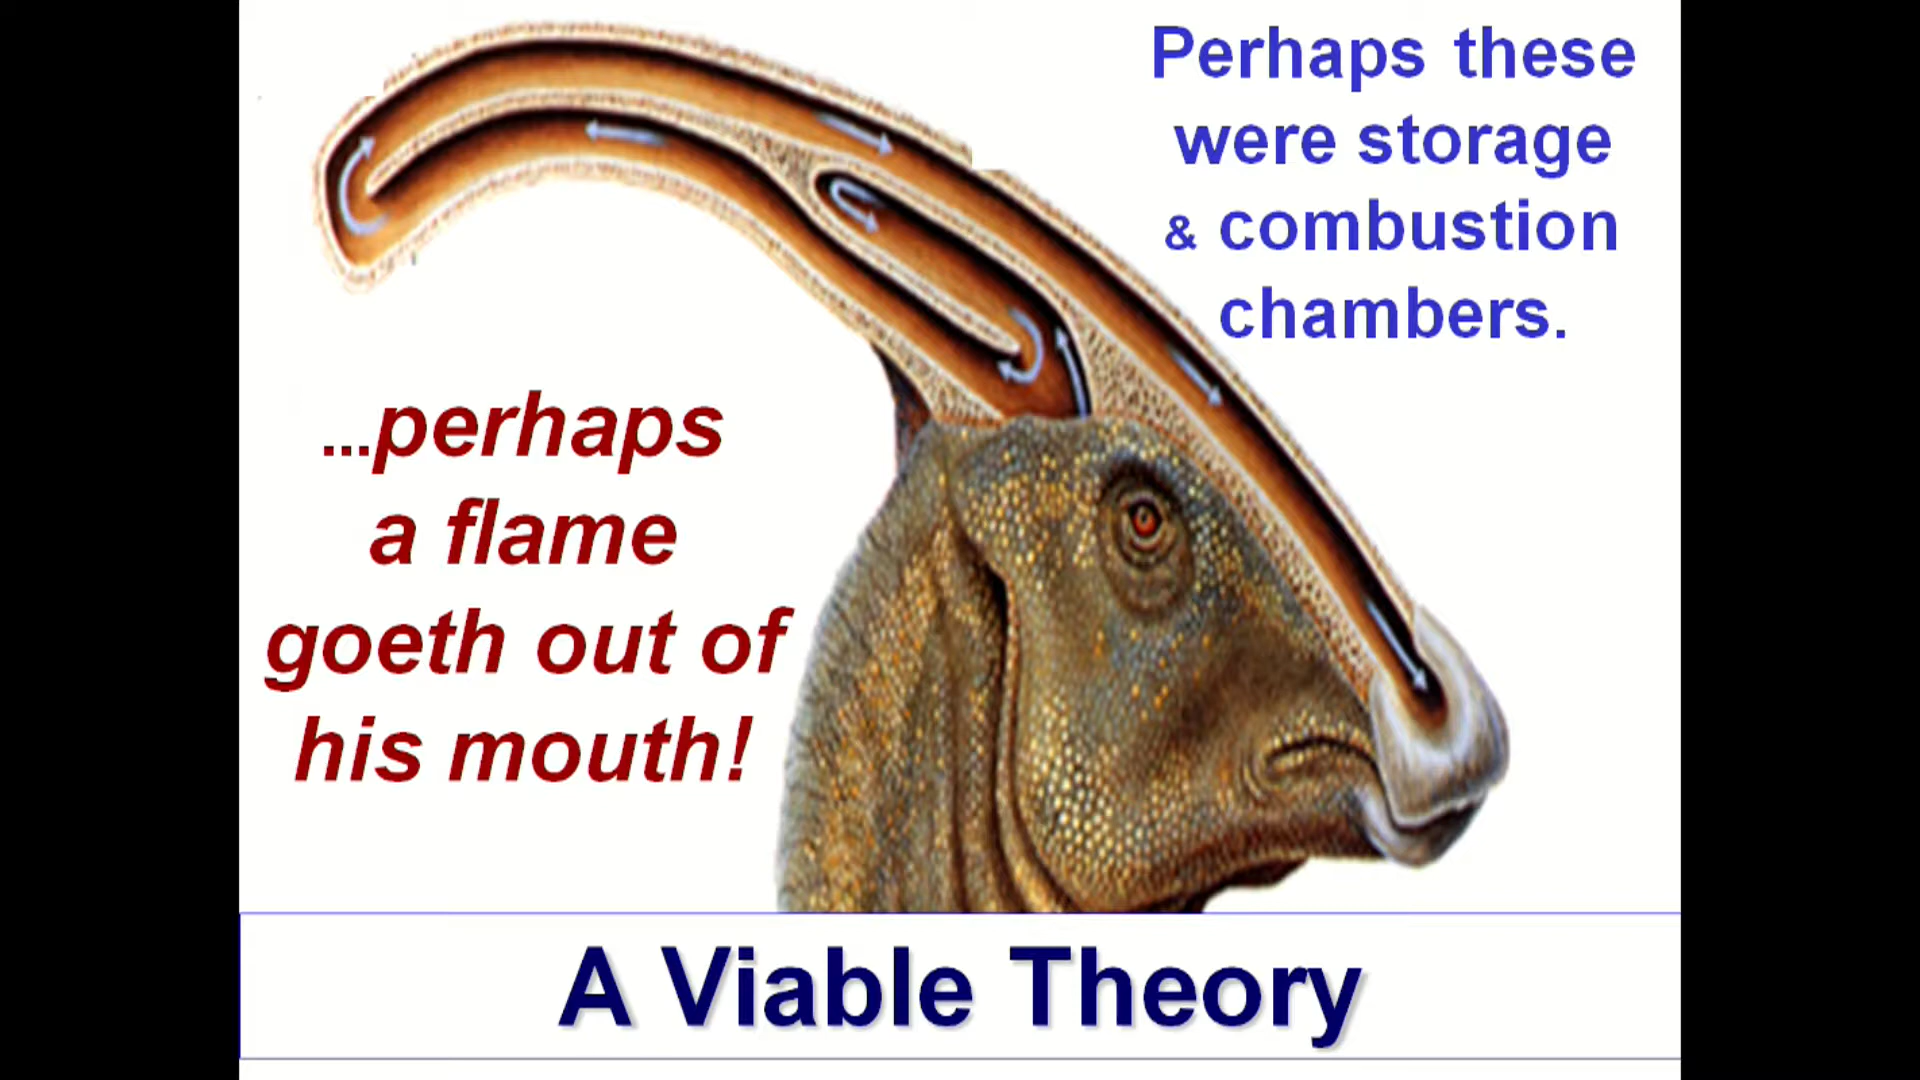 Perhaps these
were storage
& combustion
chambers.
...perhaps
a flame
goeth out of
his mouth!
A Viable Theory